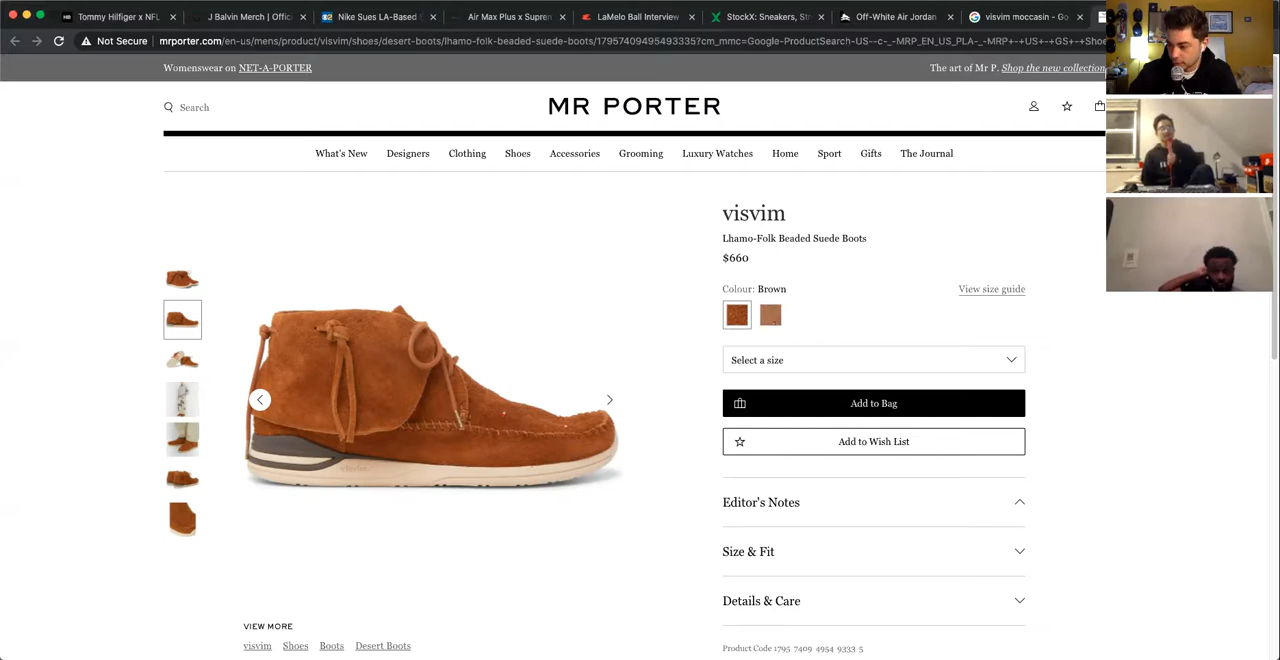 Tommy Hilfiger x NFL
J Balvin Merch | Offici
Nike Sues LA-Based
Air Max Plus x Supren
LaMelo Ball Interview
StockX: Sneakers, Str
Off-White Air Jordan
visvim moccasin - Go
Not Secure
mrporter.com/en-us/mens/product/visvim/shoes/desert-boots/lhamo-folk-beaded-suede-boots/17957409495493335?cm_mmc=Google-ProductSearch-US--c-_-MRP_EN_US_PLA-_-MRP+-+US+-+GS+-+Shoe
Womenswear on NET-A-PORTER
The art of Mr P. Shop the new collection
Search
MR PORTER
What's New
Designers
Clothing
Shoes
Accessories
Grooming
Luxury Watches
Home
Sport
Gifts
The Journal
visvim
Lhamo-Folk Beaded Suede Boots
$660
Colour: Brown
View size guide
Select a size
Add to Bag
Add to Wish List
Editor's Notes
Size & Fit
Details & Care
VIEW MORE
visvim
Shoes
Boots
Desert Boots
Product Code 1795 7409 4954 9333 5